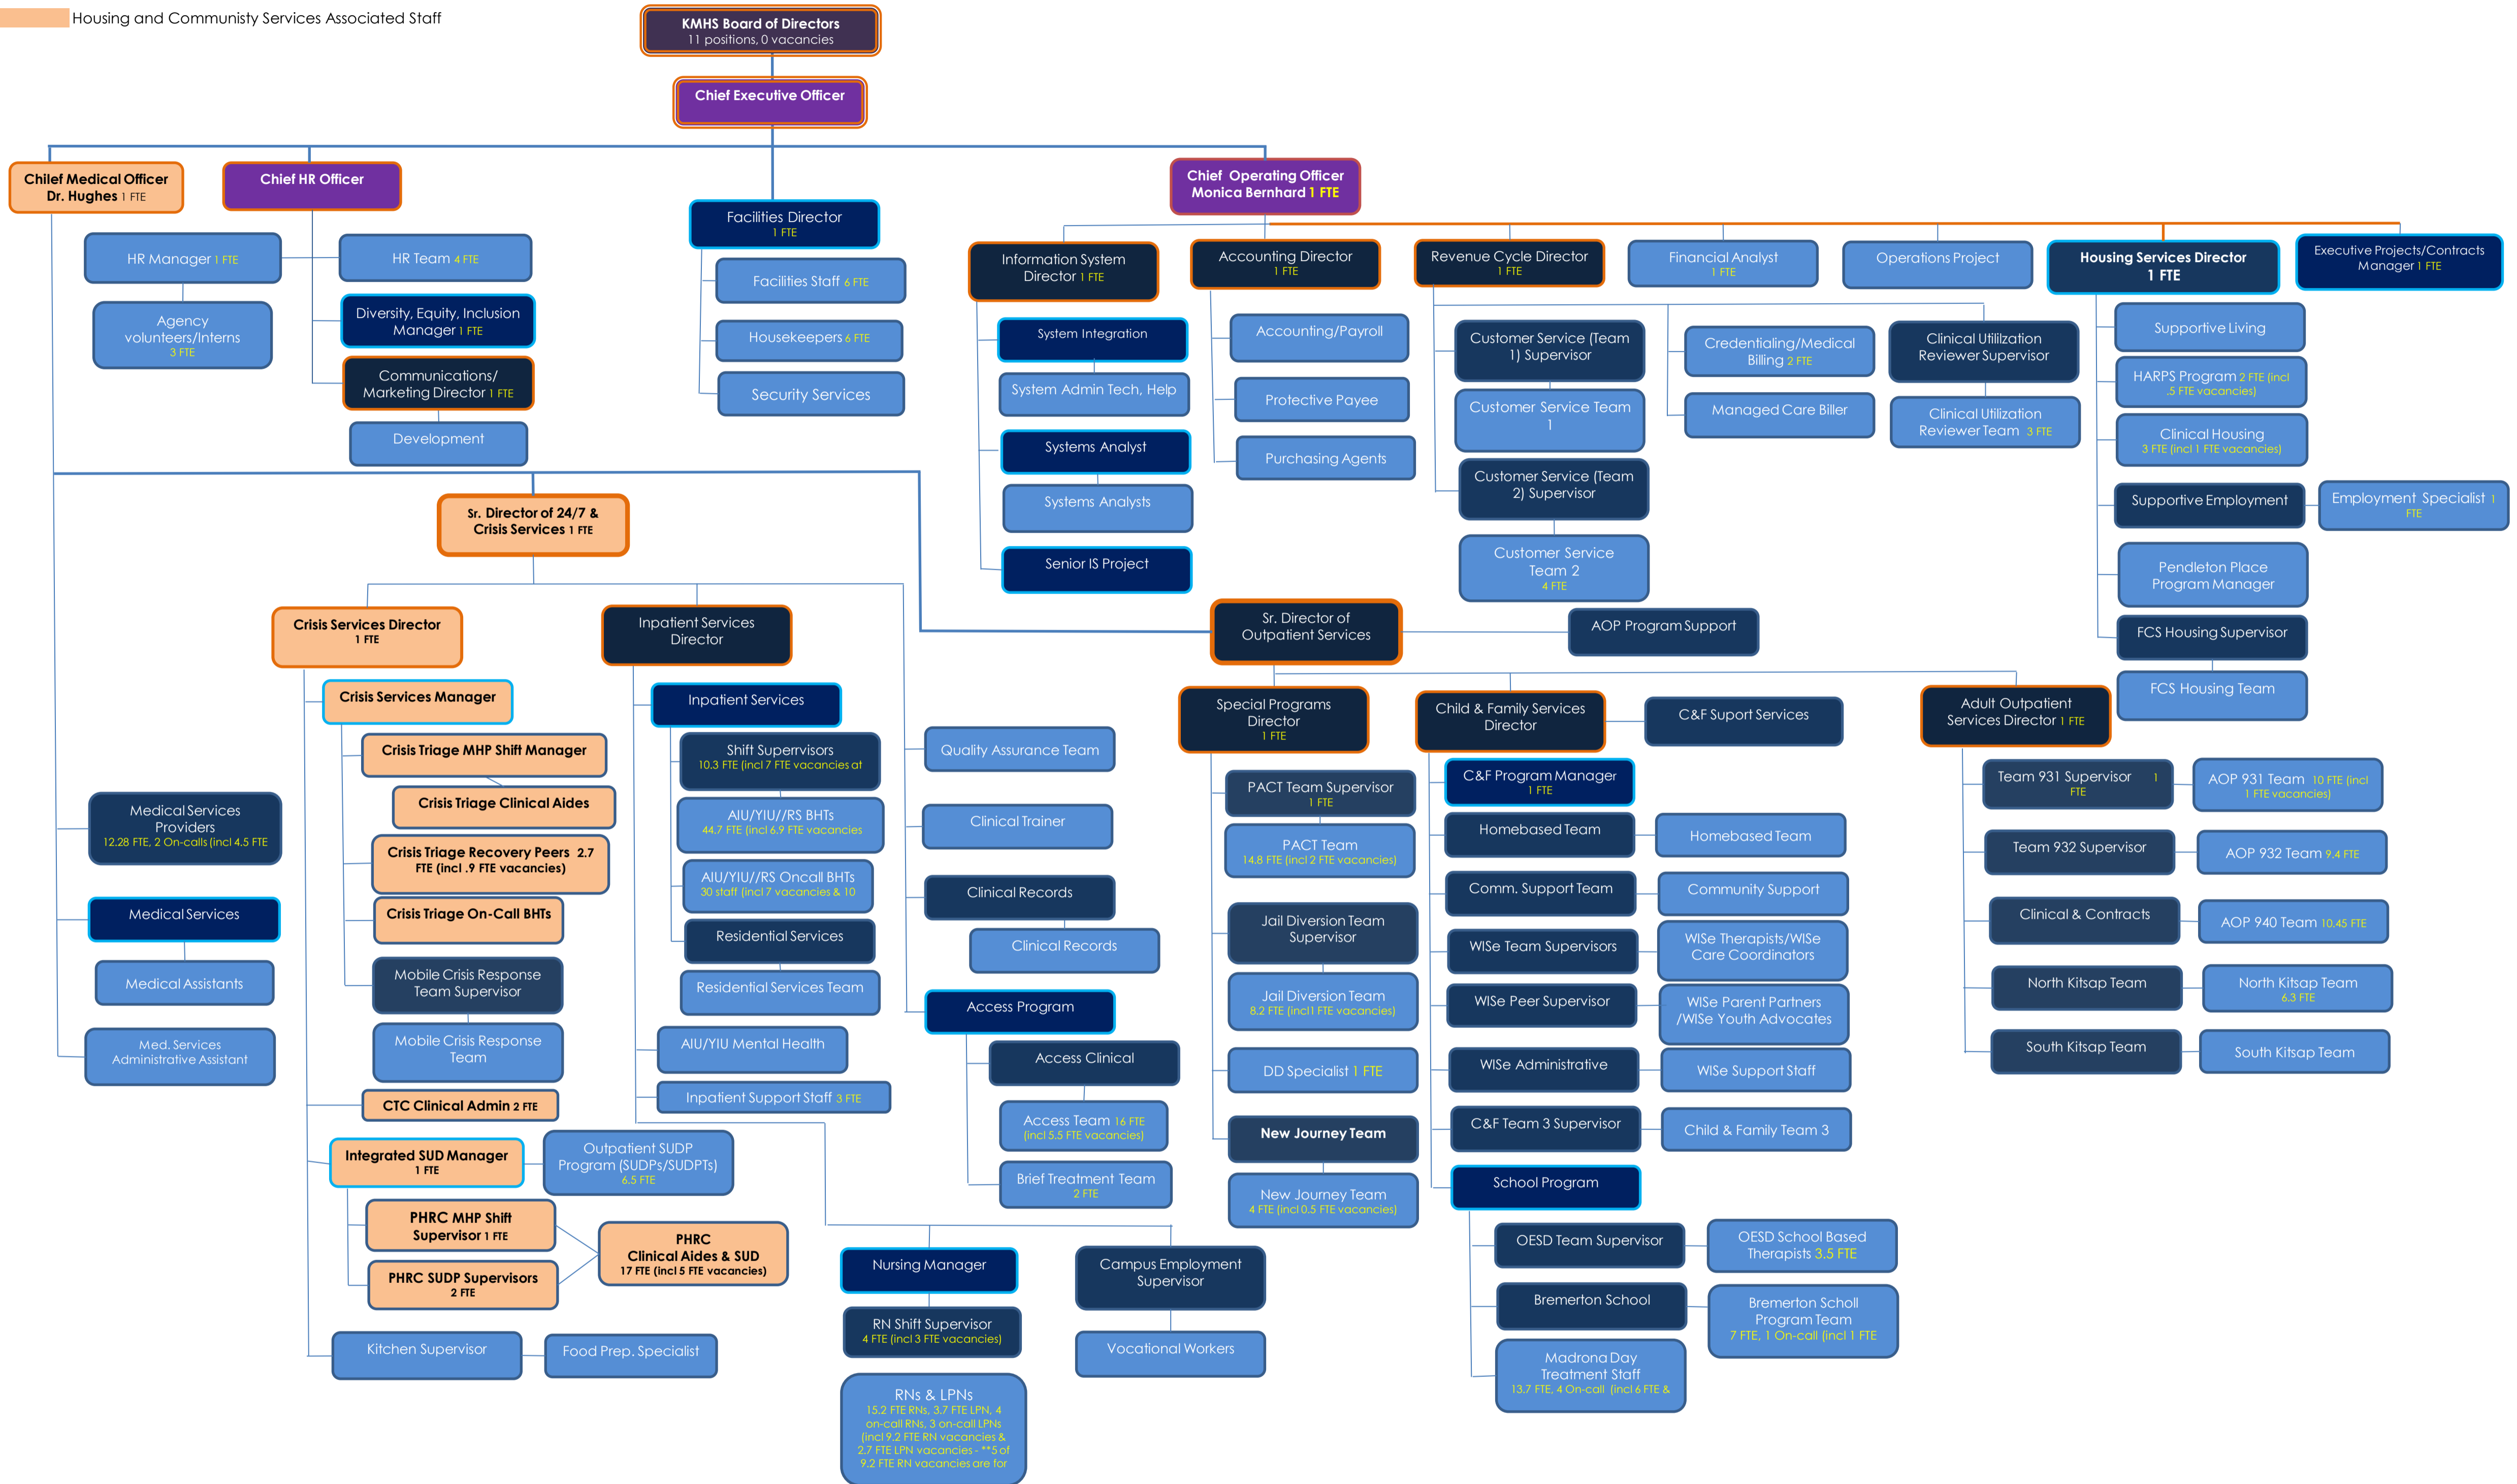 Housing and Communisty Services Associated Staff
KMHS Board of Directors
11 positions, 0 vacancies
Chief Executive Officer
Chilef Medical Officer
Dr. Hughes 1 FTE
Chief HR Officer
Chief Operating Officer
Monica Bernhard 1 FTE
HR Manager 1 FTE
HR Team 4 FTE
Agency
volunteers/Interns
3 FTE
Diversity, Equity, Inclusion
Manager 1 FTE
Communications/
Marketing Director 1 FTE
Development
Facilities Director
1 FTE
Facilities Staff 6 FTE
Housekeepers 6 FTE
Security Services
Information System
Director 1 FTE
Accounting Director
1 FTE
Revenue Cycle Director
1 FTE
Financial Analyst
1 FTE
Operations Project
Housing Services Director
1 FTE
Executive Projects/Contracts
Manager 1 FTE
System Integration
System Admin Tech, Help
Systems Analyst
Systems Analysts
Senior IS Project
Accounting/Payroll
Protective Payee
Purchasing Agents
Customer Service (Team
1) Supervisor
Customer Service Team
1
Customer Service (Team
2) Supervisor
Customer Service
Team 2
4 FTE
Credentialing/Medical
Billing 2 FTE
Managed Care Biller
Clinical Utililzation
Reviewer Supervisor
Clinical Utilization
Reviewer Team 3 FTE
Supportive Living
HARPS Program 2 FTE (incl
.5 FTE vacancies)
Clinical Housing
3 FTE (incl 1 FTE vacancies)
Supportive Employment
Employment Specialist 1
FTE
Pendleton Place
Program Manager
FCS Housing Supervisor
FCS Housing Team
Sr. Director of 24/7 &
Crisis Services 1 FTE
Crisis Services Director
1 FTE
Inpatient Services
Director
Sr. Director of
Outpatient Services
AOP Program Support
Crisis Services Manager
Crisis Triage MHP Shift Manager
Crisis Triage Clinical Aides
Crisis Triage Recovery Peers 2.7
FTE (incl .9 FTE vacancies)
Crisis Triage On-Call BHTs
Mobile Crisis Response
Team Supervisor
Mobile Crisis Response
Team
CTC Clinical Admin 2 FTE
Integrated SUD Manager
1 FTE
Outpatient SUDP
Program (SUDPs/SUDPTs)
6.5 FTE
PHRC MHP Shift
Supervisor 1 FTE
PHRC SUDP Supervisors
2 FTE
PHRC
Clinical Aides & SUD
17 FTE (incl 5 FTE vacancies)
Kitchen Supervisor
Food Prep. Specialist
Medical Services
Providers
12.28 FTE, 2 On-calls (incl 4.5 FTE
Medical Services
Medical Assistants
Med. Services
Administrative Assistant
Inpatient Services
Shift Superrvisors
10.3 FTE (incl 7 FTE vacancies at
AIU/YIU//RS BHTs
44.7 FTE (incl 6.9 FTE vacancies
AIU/YIU//RS Oncall BHTs
30 staff (incl 7 vacancies & 10
Residential Services
Residential Services Team
AIU/YIU Mental Health
Inpatient Support Staff 3 FTE
Quality Assurance Team
Clinical Trainer
Clinical Records
Clinical Records
Access Program
Access Clinical
Access Team 16 FTE
(incl 5.5 FTE vacancies)
Brief Treatment Team
2 FTE
Nursing Manager
RN Shift Supervisor
4 FTE (incl 3 FTE vacancies)
RNs & LPNs
15.2 FTE RNs, 3.7 FTE LPN, 4
on-call RNs, 3 on-call LPNs
(incl 9.2 FTE RN vacancies &
2.7 FTE LPN vacancies - **5 of
9.2 FTE RN vacancies are for
Campus Employment
Supervisor
Vocational Workers
Special Programs
Director
1 FTE
PACT Team Supervisor
1 FTE
PACT Team
14.8 FTE (incl 2 FTE vacancies)
Jail Diversion Team
Supervisor
Jail Diversion Team
8.2 FTE (incl1 FTE vacancies)
DD Specialist 1 FTE
New Journey Team
New Journey Team
4 FTE (incl 0.5 FTE vacancies)
Child & Family Services
Director
C&F Suport Services
C&F Program Manager
1 FTE
Homebased Team
Homebased Team
Comm. Support Team
Community Support
WISe Team Supervisors
WISe Therapists/WISe
Care Coordinators
WISe Peer Supervisor
WISe Parent Partners
/WISe Youth Advocates
WISe Administrative
WISe Support Staff
C&F Team 3 Supervisor
Child & Family Team 3
School Program
OESD Team Supervisor
OESD School Based
Therapists 3.5 FTE
Bremerton School
Bremerton Scholl
Program Team
7 FTE, 1 On-call (incl 1 FTE
Madrona Day
Treatment Staff
13.7 FTE, 4 On-call (incl 6 FTE &
Adult Outpatient
Services Director 1 FTE
Team 931 Supervisor 1
FTE
AOP 931 Team 10 FTE (incl
1 FTE vacancies)
Team 932 Supervisor
AOP 932 Team 9.4 FTE
Clinical & Contracts
AOP 940 Team 10.45 FTE
North Kitsap Team
North Kitsap Team
6.3 FTE
South Kitsap Team
South Kitsap Team